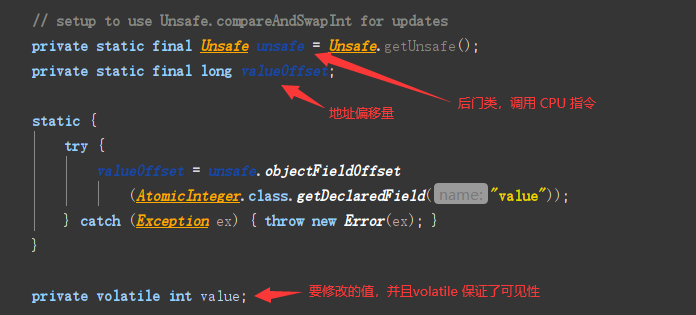 // setup to use Unsafe.compareAndSwapInt for updates
private static final Unsafe unsafe = Unsafe.getUnsafe();
private static final long valueOffset;
后门类，调用 CPU 指令
地址偏移量
static {
try {
valueOffset = unsafe.objectFieldOffset
(AtomicInteger.class.getDeclaredField( name: "value"));
} catch (Exception ex) { throw new Error(ex); }
}
private volatile int value;
要修改的值，并且volatile 保证了可见性